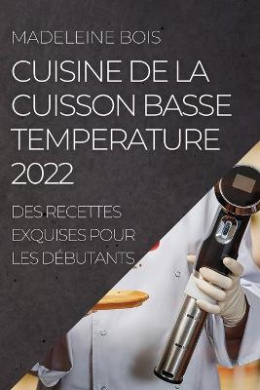 MADELEINE BOIS
CUISINE DE LA
CUISSON BASSE
TEMPERATURE
2022
DES RECETTES
EXQUISES POUR
LES DÉBUTANTS